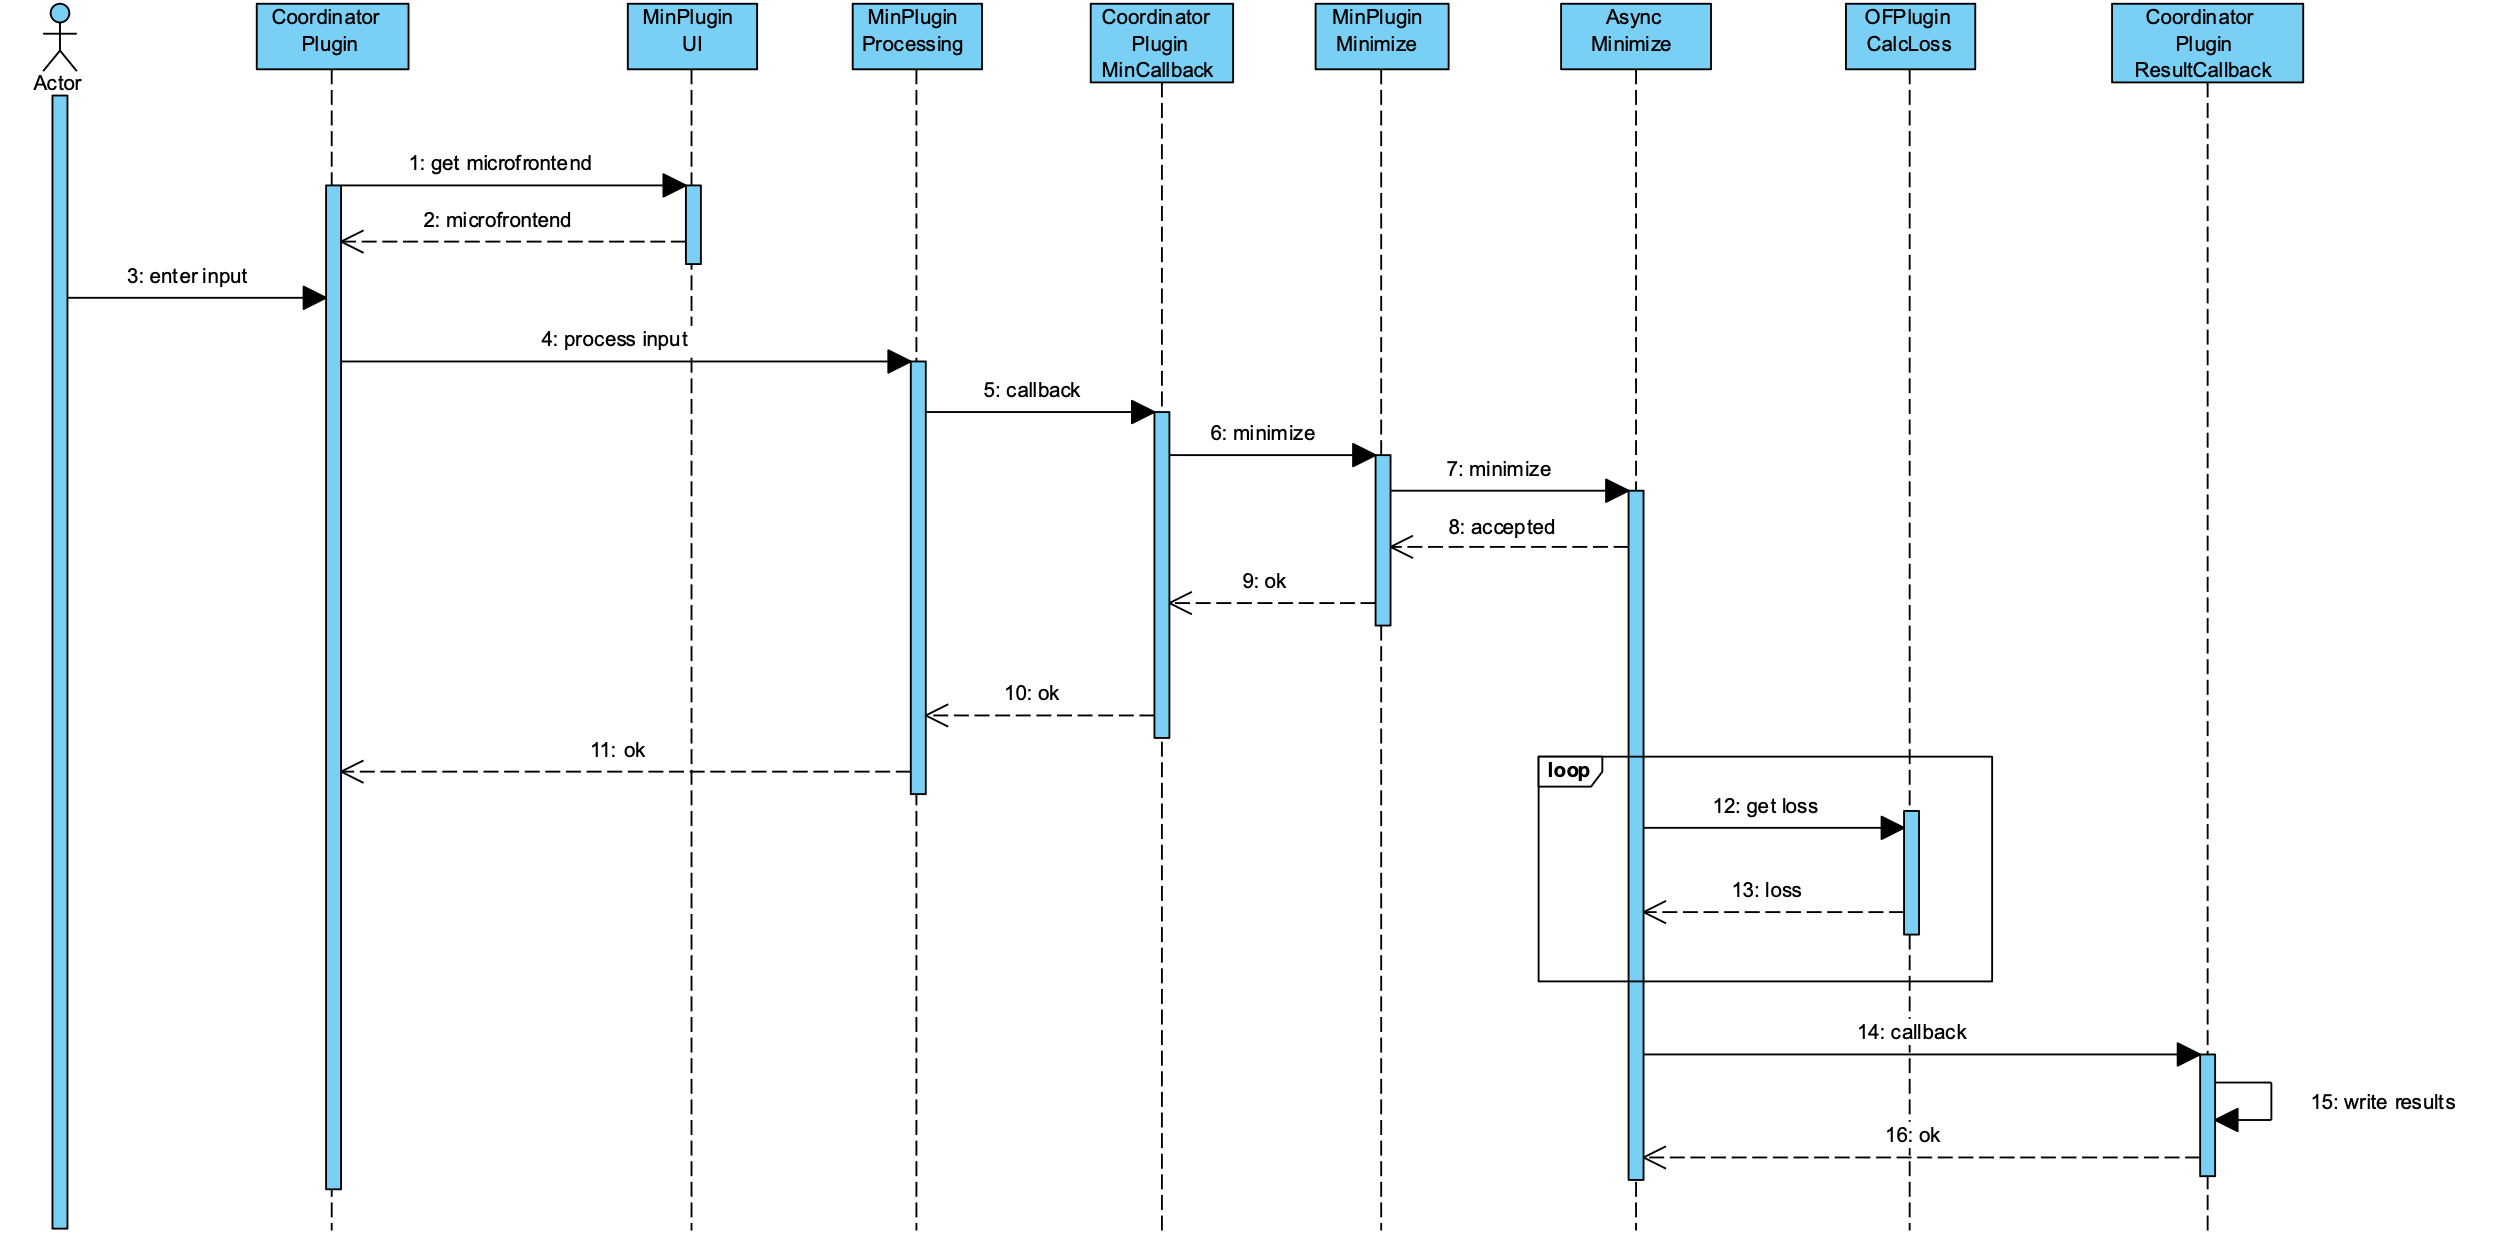 Actor
Coordinator
Plugin
MinPlugin
UI
MinPlugin
Processing
Coordinator
Plugin
MinCallback
MinPlugin
Minimize
Async
Minimize
OFPlugin
CalcLoss
Coordinator
Plugin
ResultCallback
1: get microfrontend
2: microfrontend
3: enter input
4: process input
5: callback
6: minimize
7: minimize
8: accepted
9: ok
10: ok
11: ok
loop
12: get loss
13: loss
14: callback
15: write results
16: ok